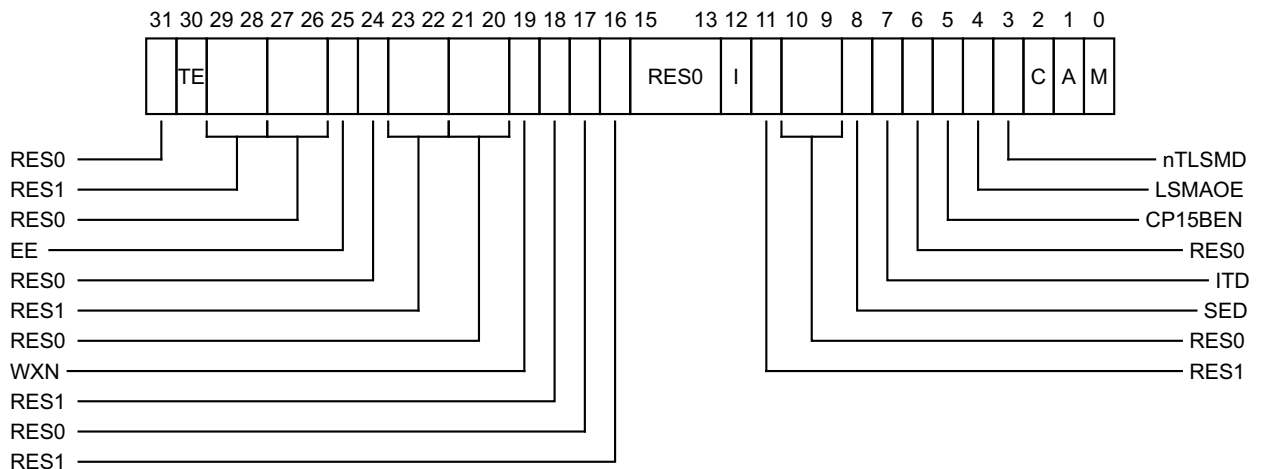 31 30 29 28 27 26 25 24 23 22 21 20 19 18 17 16 15 13 12 11 10 9 8 7 6 5 4 3 2 1 0
TE RES0 I C A M
RES0 nTLSMD
RES1 LSMAOE
RES0 CP15BEN
EE RES0
RES0 ITD
RES1 SED
RES0 RES0
WXN RES1
RES1
RES0
RES1